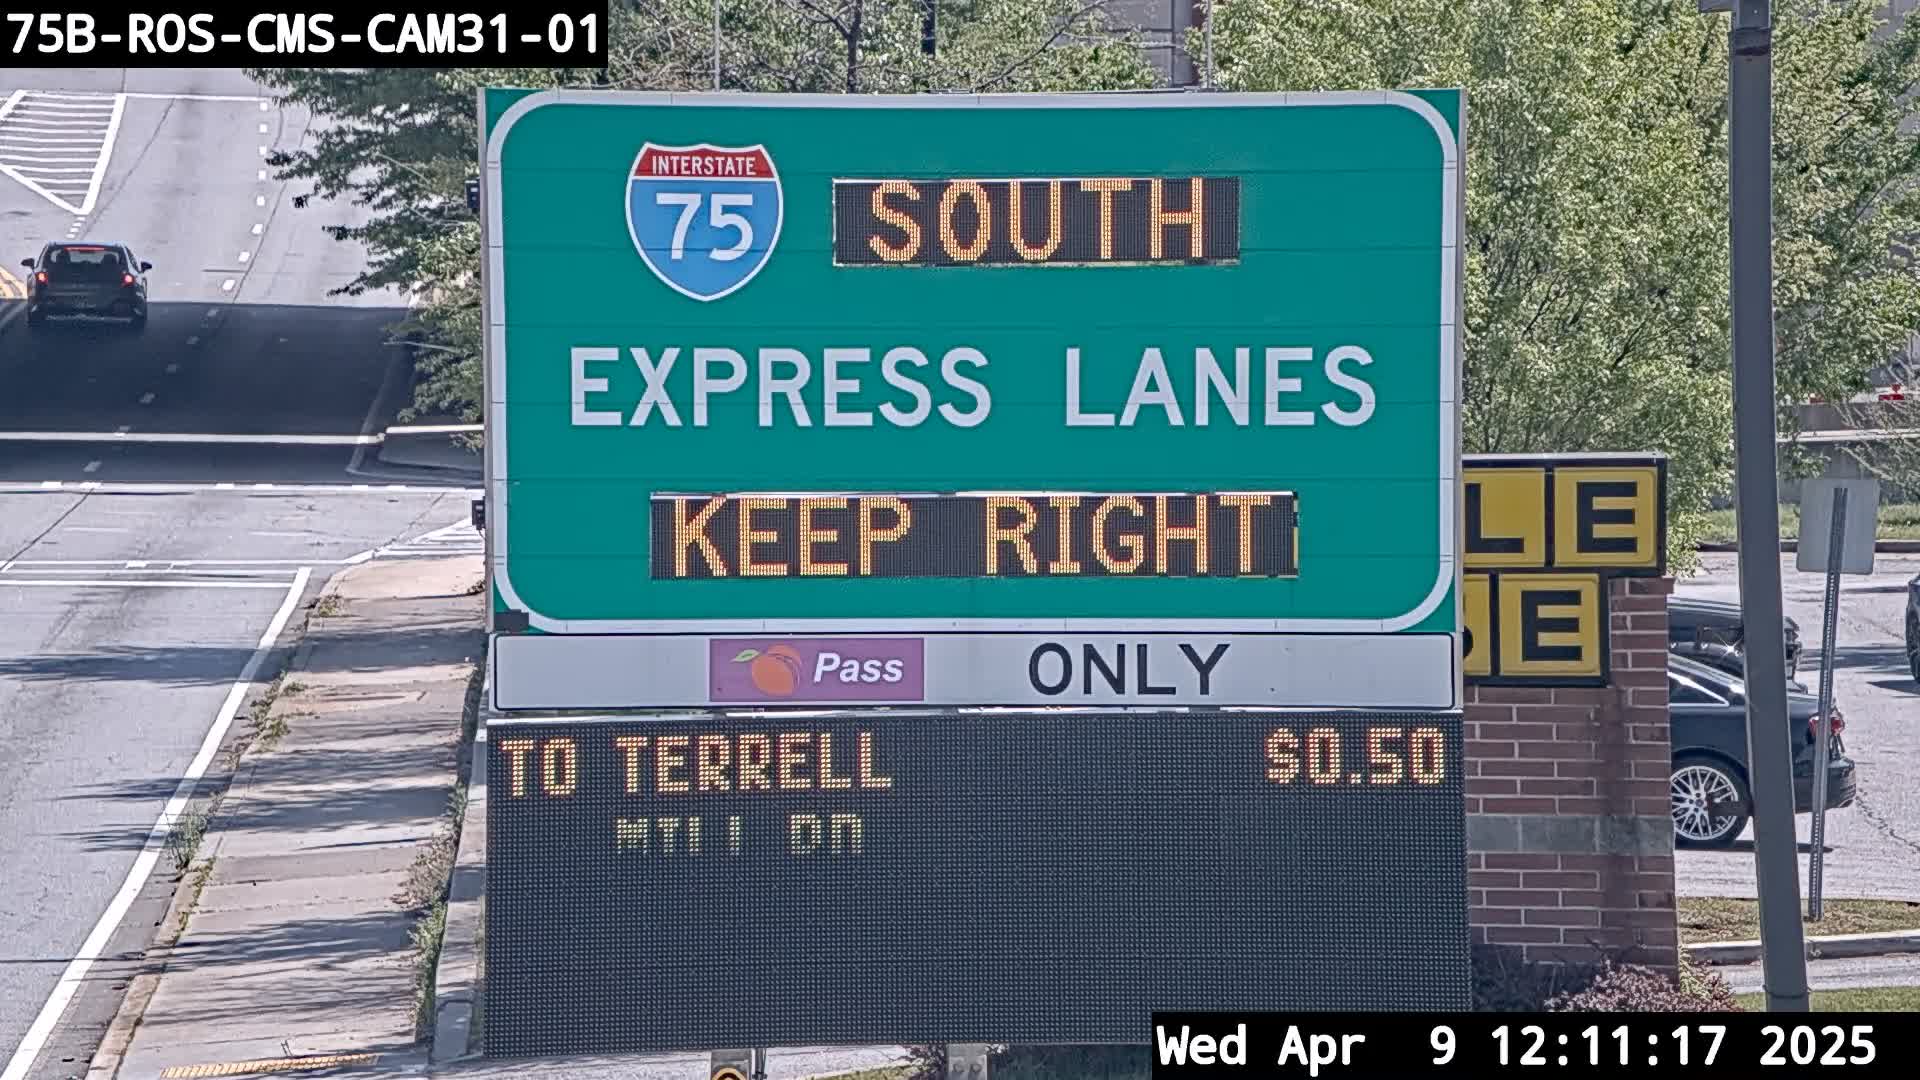 75B-ROS-CMS-CAM31-01
INTERSTATE
75
SOUTH
EXPRESS LANES
KEEP RIGHT
LE
E
Pass ONLY
TO TERRELL $0.50
Wed Apr 9 12:11:17 2025